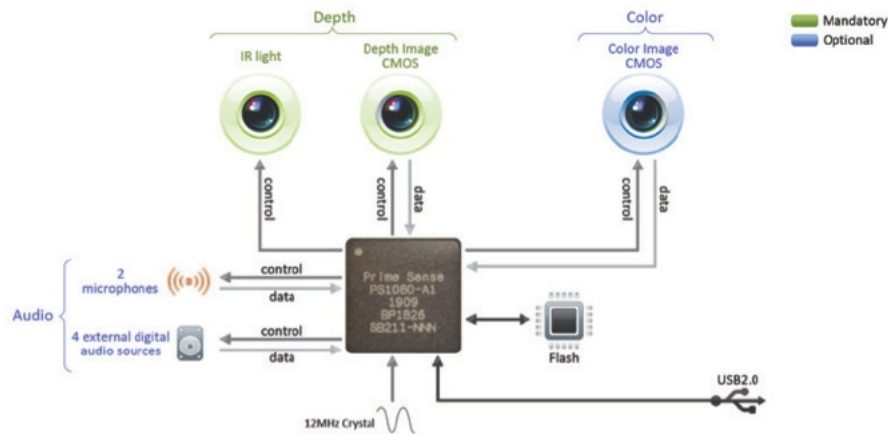 Depth
Color
Mandatory
Optional
IR light
Depth Image
CMOS
Color Image
CMOS
control
control
data
control
data
Prime Sense
PS1080-A1
1909
BP1826
SB211-NNN
Audio
2
microphones
control
data
4 external digital
audio sources
control
data
Flash
USB2.0
12MHz Crystal